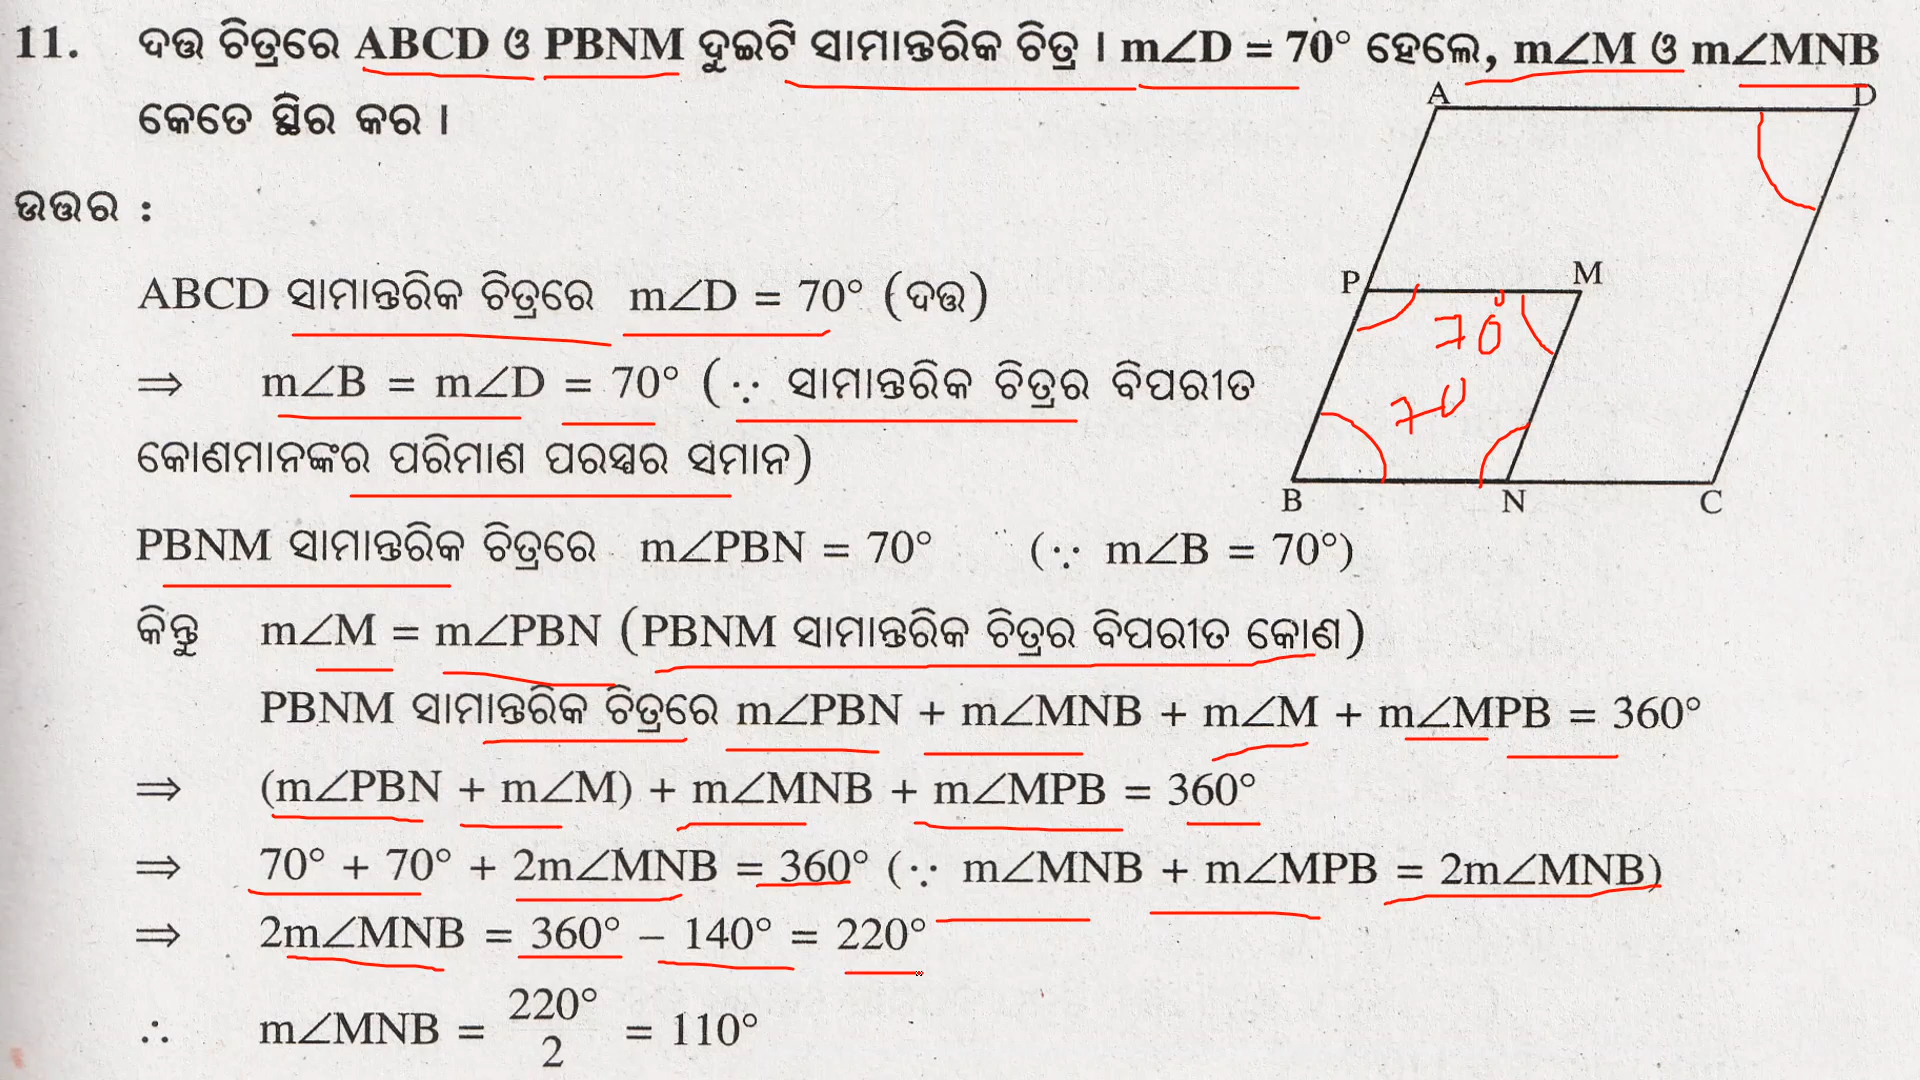 11. ଦତ୍ତ ଚିତ୍ରରେ ABCD ଓ PBNM ଦୁଇଟି ସାମାନ୍ତରିକ ଚିତ୍ର । m∠D = 70° ହେଲେ, m∠M ଓ m∠MNB
କେତେ ସ୍ଥିର କର ।
A D
ଉତ୍ତର :
P M
ABCD ସାମାନ୍ତରିକ ଚିତ୍ରରେ m∠D = 70° (ଦତ୍ତ)
70°
⇒ m∠B = m∠D = 70° (∵ ସାମାନ୍ତରିକ ଚିତ୍ରର ବିପରୀତ
70
କୋଣମାନଙ୍କର ପରିମାଣ ପରସ୍ପର ସମାନ)
B N C
PBNM ସାମାନ୍ତରିକ ଚିତ୍ରରେ m∠PBN = 70° (∵ m∠B = 70°)
କିନ୍ତୁ m∠M = m∠PBN (PBNM ସାମାନ୍ତରିକ ଚିତ୍ରର ବିପରୀତ କୋଣ)
PBNM ସାମାନ୍ତରିକ ଚିତ୍ରରେ m∠PBN + m∠MNB + m∠M + m∠MPB = 360°
⇒ (m∠PBN + m∠M) + m∠MNB + m∠MPB = 360°
⇒ 70° + 70° + 2m∠MNB = 360° (∵ m∠MNB + m∠MPB = 2m∠MNB)
⇒ 2m∠MNB = 360° – 140° = 220°
∴ m∠MNB = 220°/2 = 110°